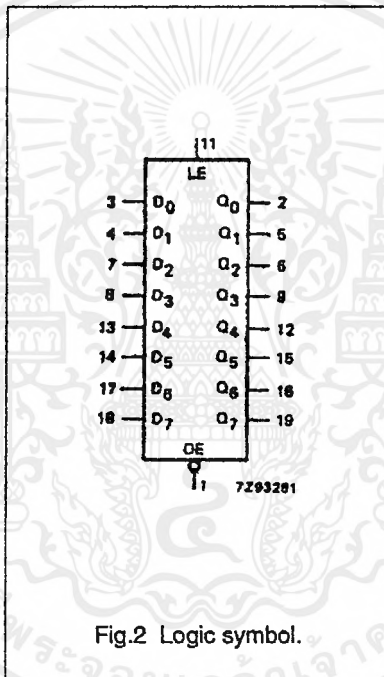 11
LE
3 D0 Q0 2
4 D1 Q1 5
7 D2 Q2 6
8 D3 Q3 9
13 D4 Q4 12
14 D5 Q5 15
17 D6 Q6 16
18 D7 Q7 19
OE
1 7Z93281
Fig.2 Logic symbol.